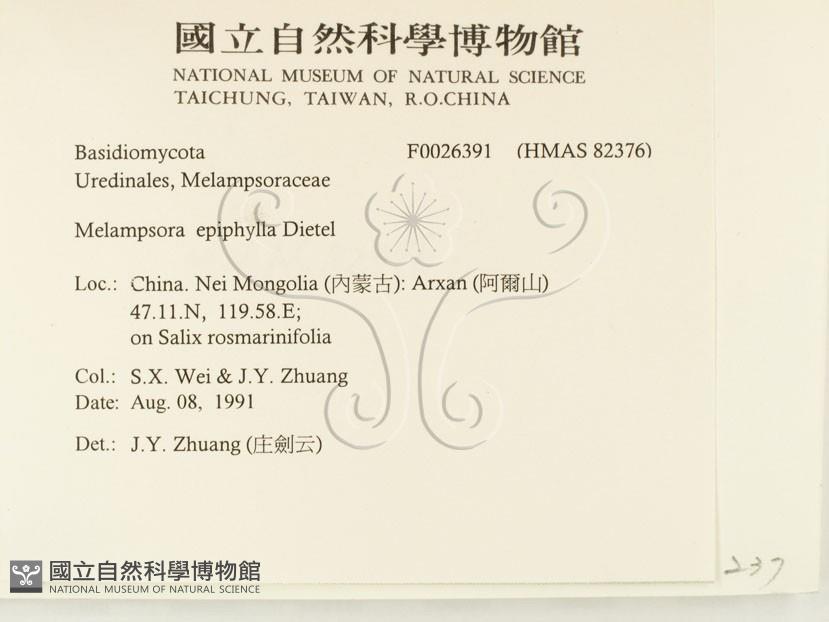 國立自然科學博物館
NATIONAL MUSEUM OF NATURAL SCIENCE
TAICHUNG, TAIWAN, R.O.CHINA
Basidiomycota F0026391 (HMAS 82376)
Uredinales, Melampsoraceae
Melampsora epiphylla Dietel
Loc.: China. Nei Mongolia (內蒙古): Arxan (阿爾山)
47.11.N, 119.58.E;
on Salix rosmarinifolia
Col.: S.X. Wei & J.Y. Zhuang
Date: Aug. 08, 1991
Det.: J.Y. Zhuang (庄劍云)
237
國立自然科學博物館
NATIONAL MUSEUM OF NATURAL SCIENCE